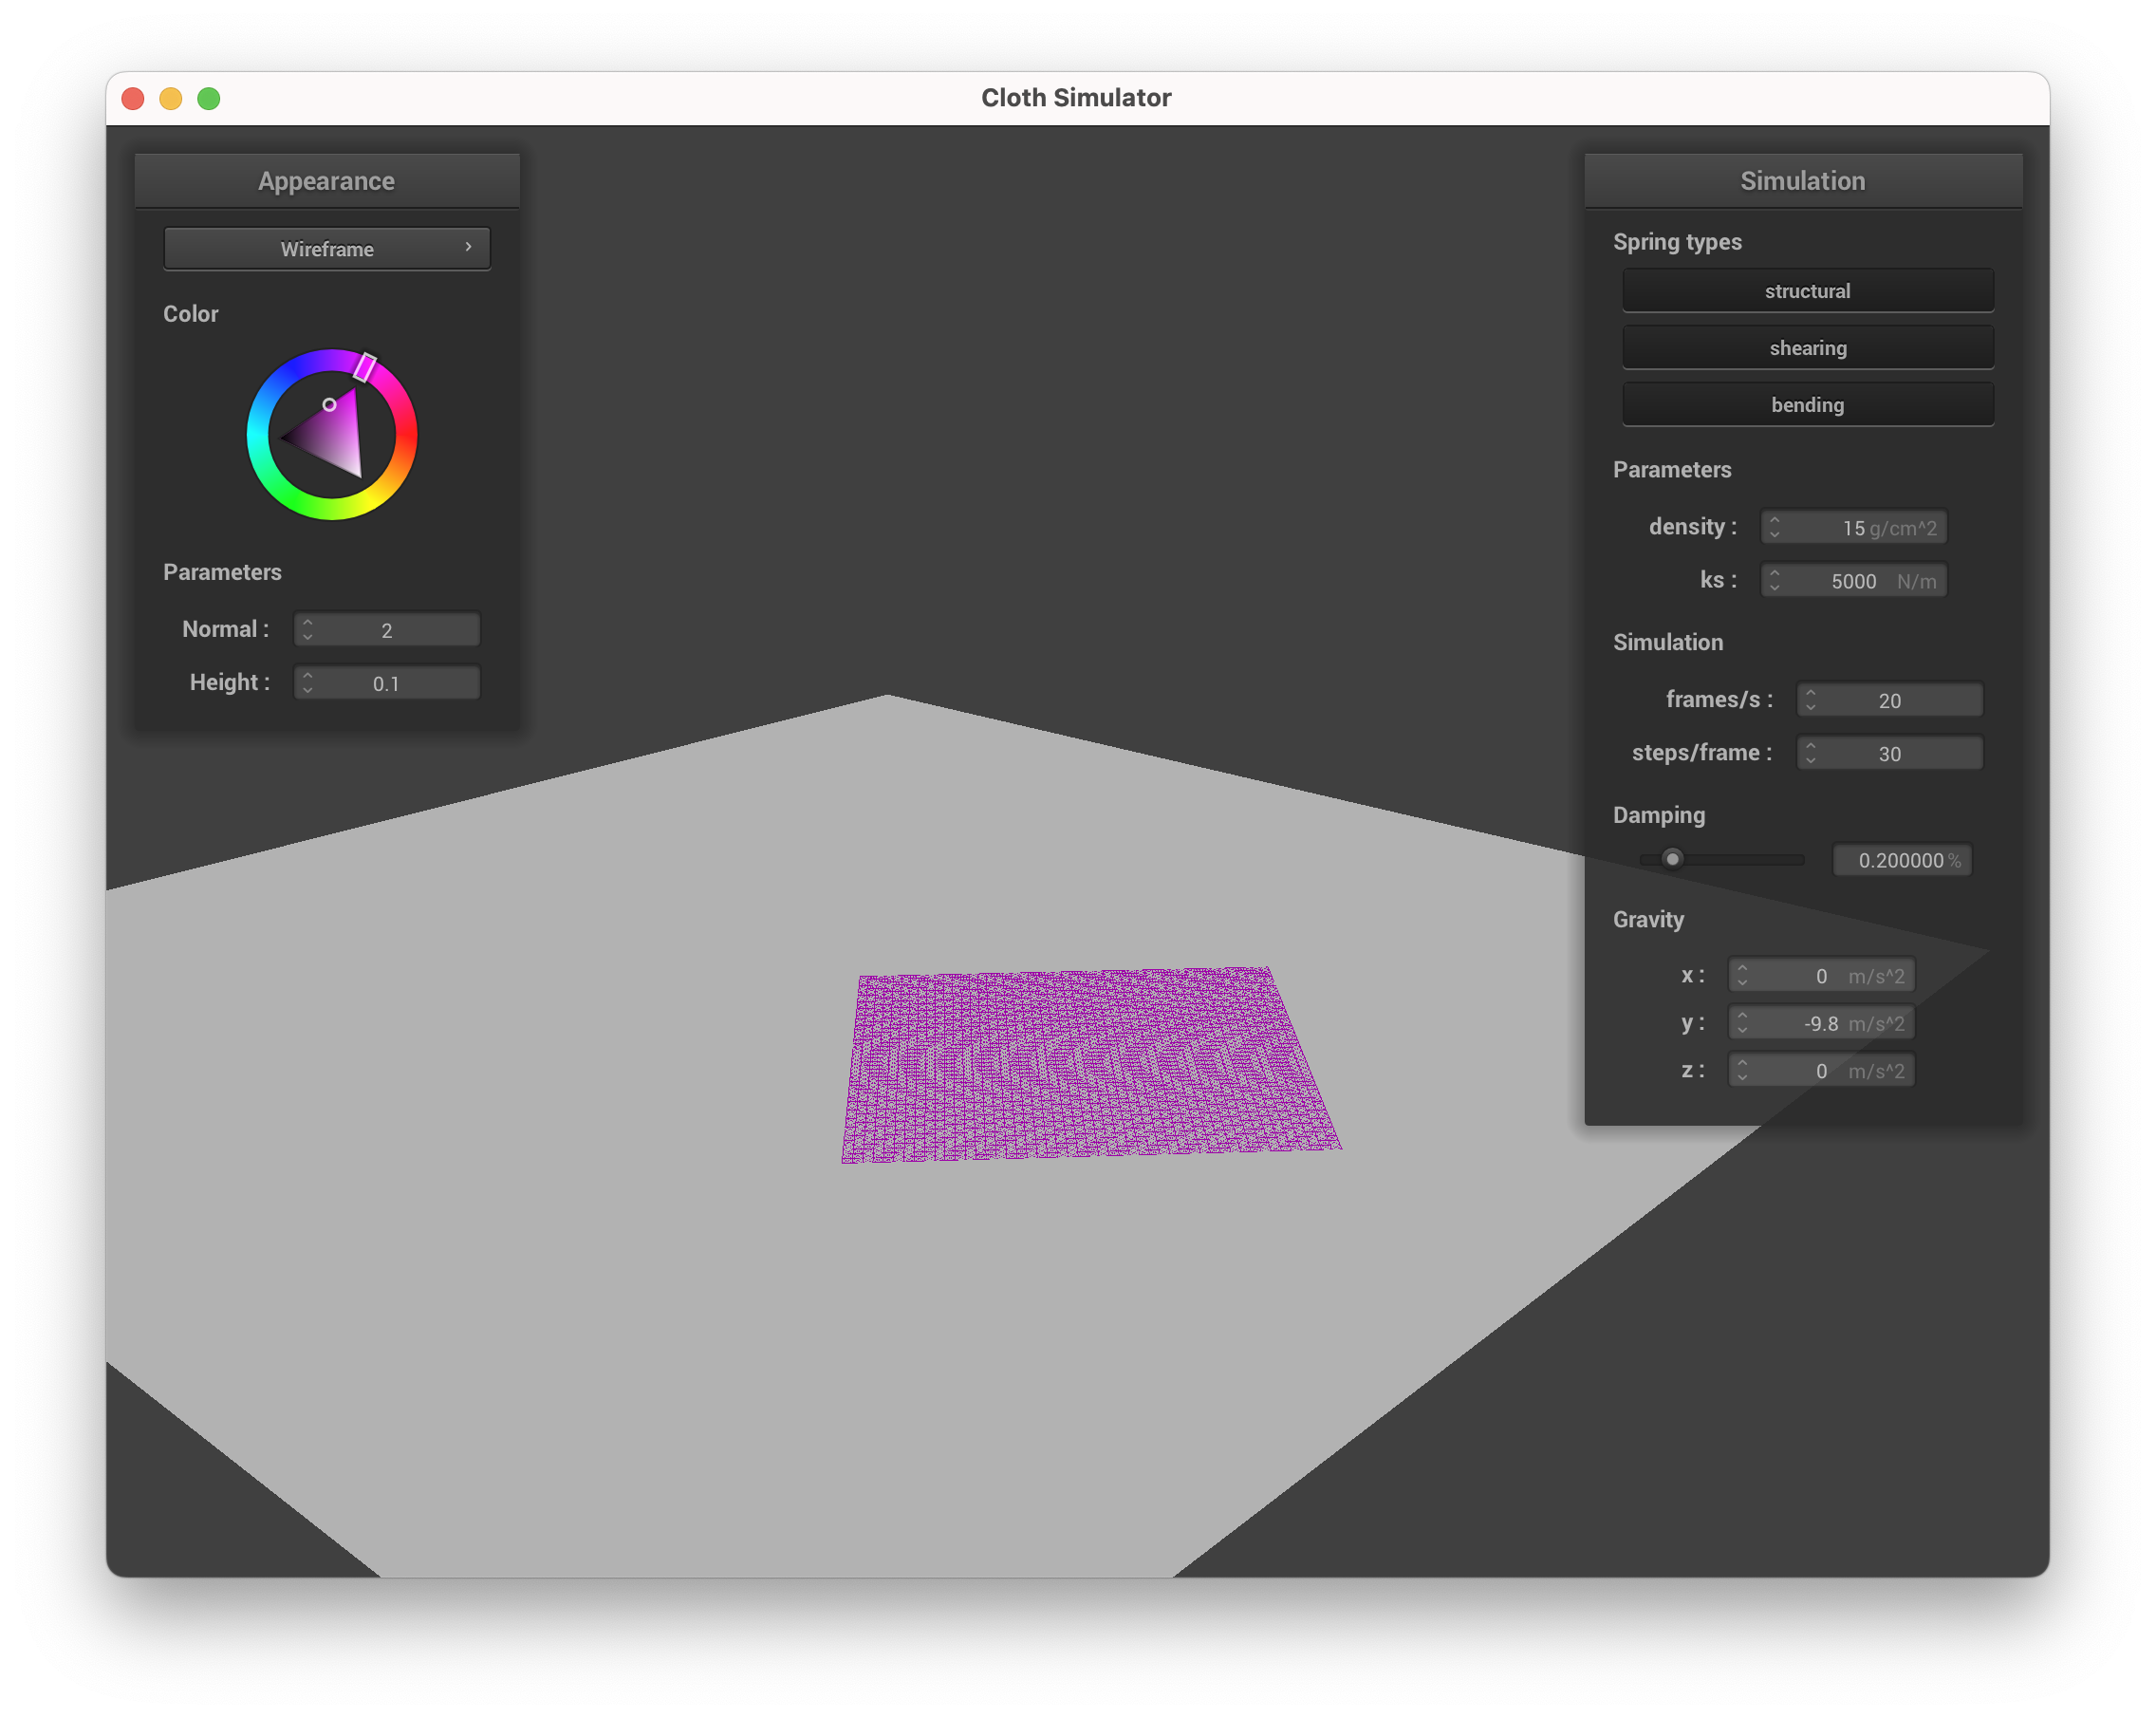 Cloth Simulator
Appearance
Wireframe
Color
Parameters
Normal : 2
Height : 0.1
Simulation
Spring types
structural
shearing
bending
Parameters
density : 15 g/cm^2
ks : 5000 N/m
Simulation
frames/s : 20
steps/frame : 30
Damping
0.200000 %
Gravity
x : 0 m/s^2
y : -9.8 m/s^2
z : 0 m/s^2